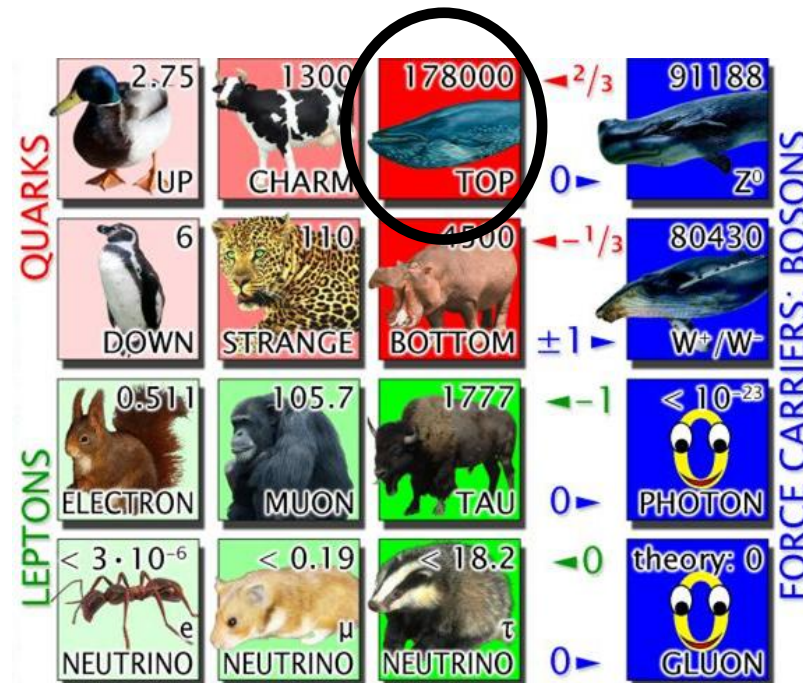 QUARKS
LEPTONS
FORCE CARRIERS: BOSONS
2.75
UP
1300
CHARM
178000
TOP
◄ 2/3
0 ►
91188
Z⁰
6
DOWN
110
STRANGE
4500
BOTTOM
◄ −1/3
±1 ►
80430
W⁺/W⁻
0.511
ELECTRON
105.7
MUON
1777
TAU
◄ −1
0 ►
< 10⁻²³
PHOTON
< 3·10⁻⁶
e
NEUTRINO
< 0.19
μ
NEUTRINO
< 18.2
τ
NEUTRINO
◄ 0
0 ►
theory: 0
GLUON